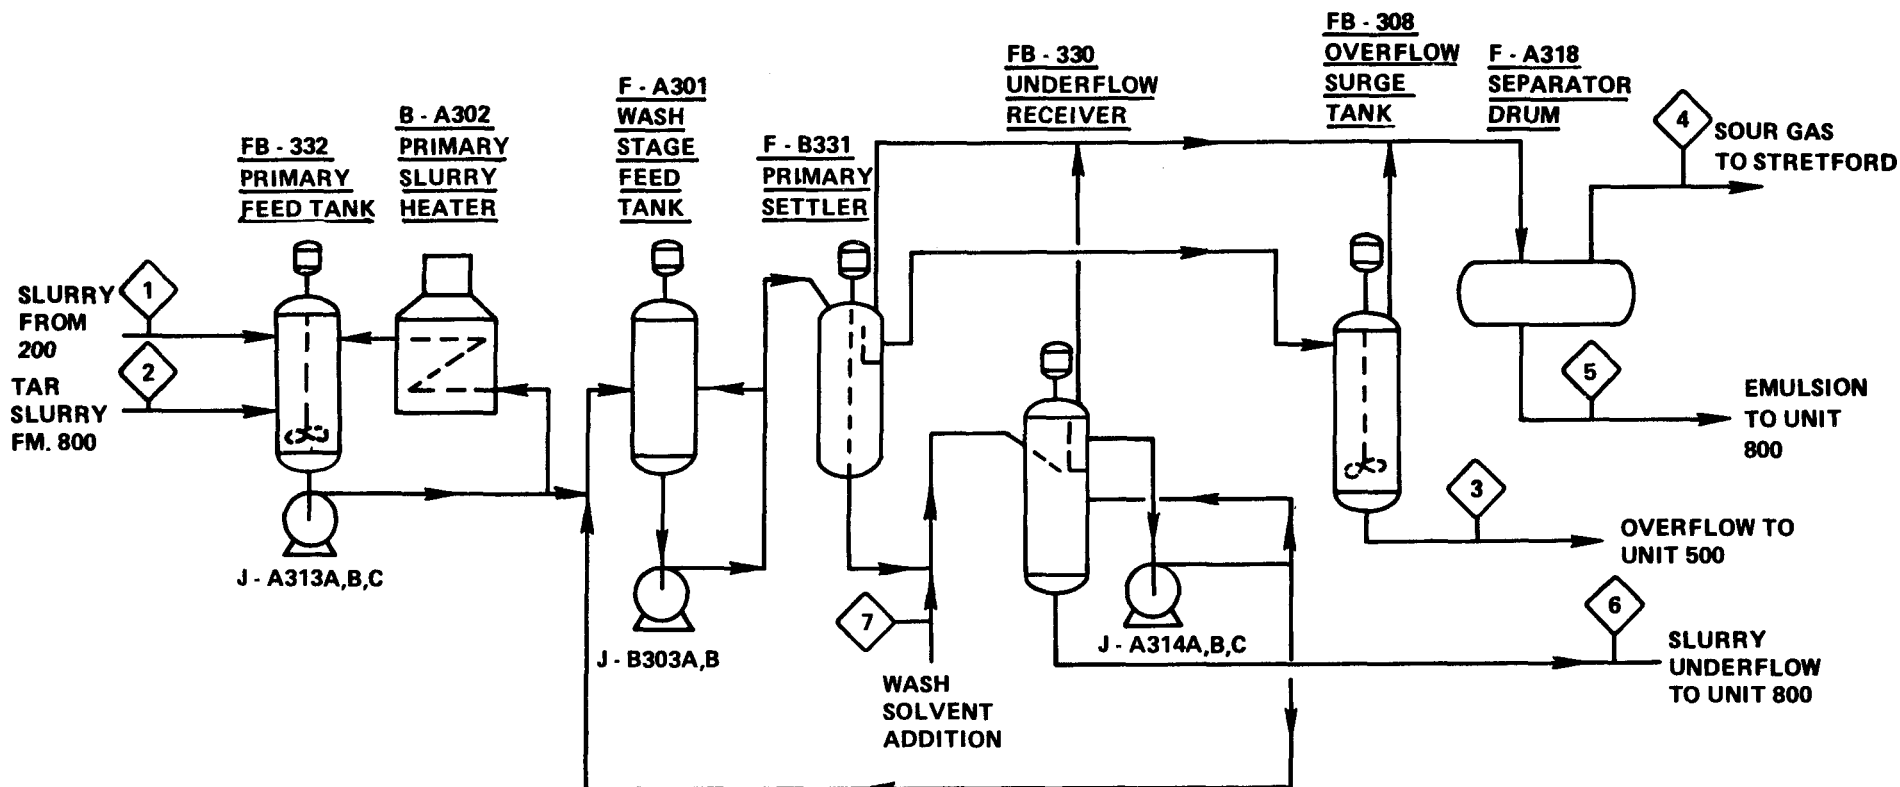 FB - 332
PRIMARY
FEED TANK
B - A302
PRIMARY
SLURRY
HEATER
F - A301
WASH
STAGE
FEED
TANK
F - B331
PRIMARY
SETTLER
FB - 330
UNDERFLOW
RECEIVER
FB - 308
OVERFLOW
SURGE
TANK
F - A318
SEPARATOR
DRUM
4
SOUR GAS
TO STRETFORD
1
SLURRY
FROM
200
2
TAR
SLURRY
FM. 800
5
EMULSION
TO UNIT
800
3
OVERFLOW TO
UNIT 500
J - A313A,B,C
J - B303A,B
7
WASH
SOLVENT
ADDITION
J - A314A,B,C
6
SLURRY
UNDERFLOW
TO UNIT 800